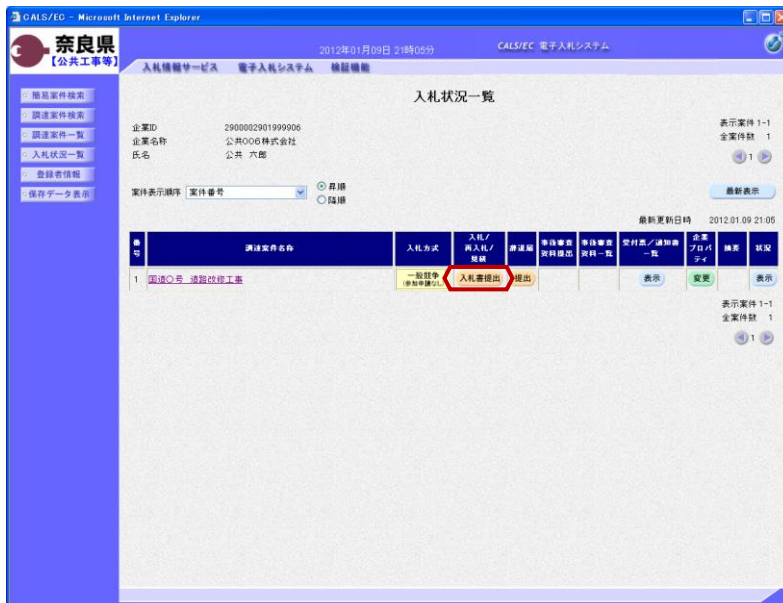 CALS/EC - Microsoft Internet Explorer
奈良県
【公共工事等】
2012年01月09日 21時05分
CALS/EC 電子入札システム
入札情報サービス 電子入札システム 検証機能
簡易案件検索
調達案件検索
調達案件一覧
入札状況一覧
登録者情報
保存データ表示
入札状況一覧
企業ID 2900002901999906
企業名称 公共006株式会社
氏名 公共 六郎
表示案件 1-1
全案件数 1
1
案件表示順序 案件番号
昇順
降順
最新表示
最新更新日時 2012.01.09 21:05
番号 調達案件名称 入札方式 入札/再入札/見積 辞退届 事後審査資料提出 事後審査資料一覧 受付票/通知書一覧 企業プロパティ 摘要 状況
1 国道○号 道路改修工事 一般競争(参加申請なし) 入札書提出 提出 表示 変更 表示
表示案件 1-1
全案件数 1
1